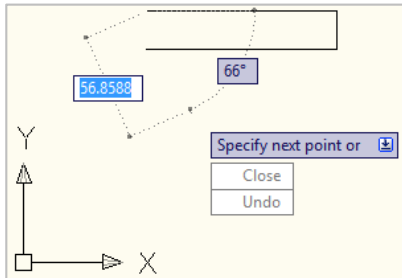 66°
56.8588
Specify next point or
Y
Close
Undo
X